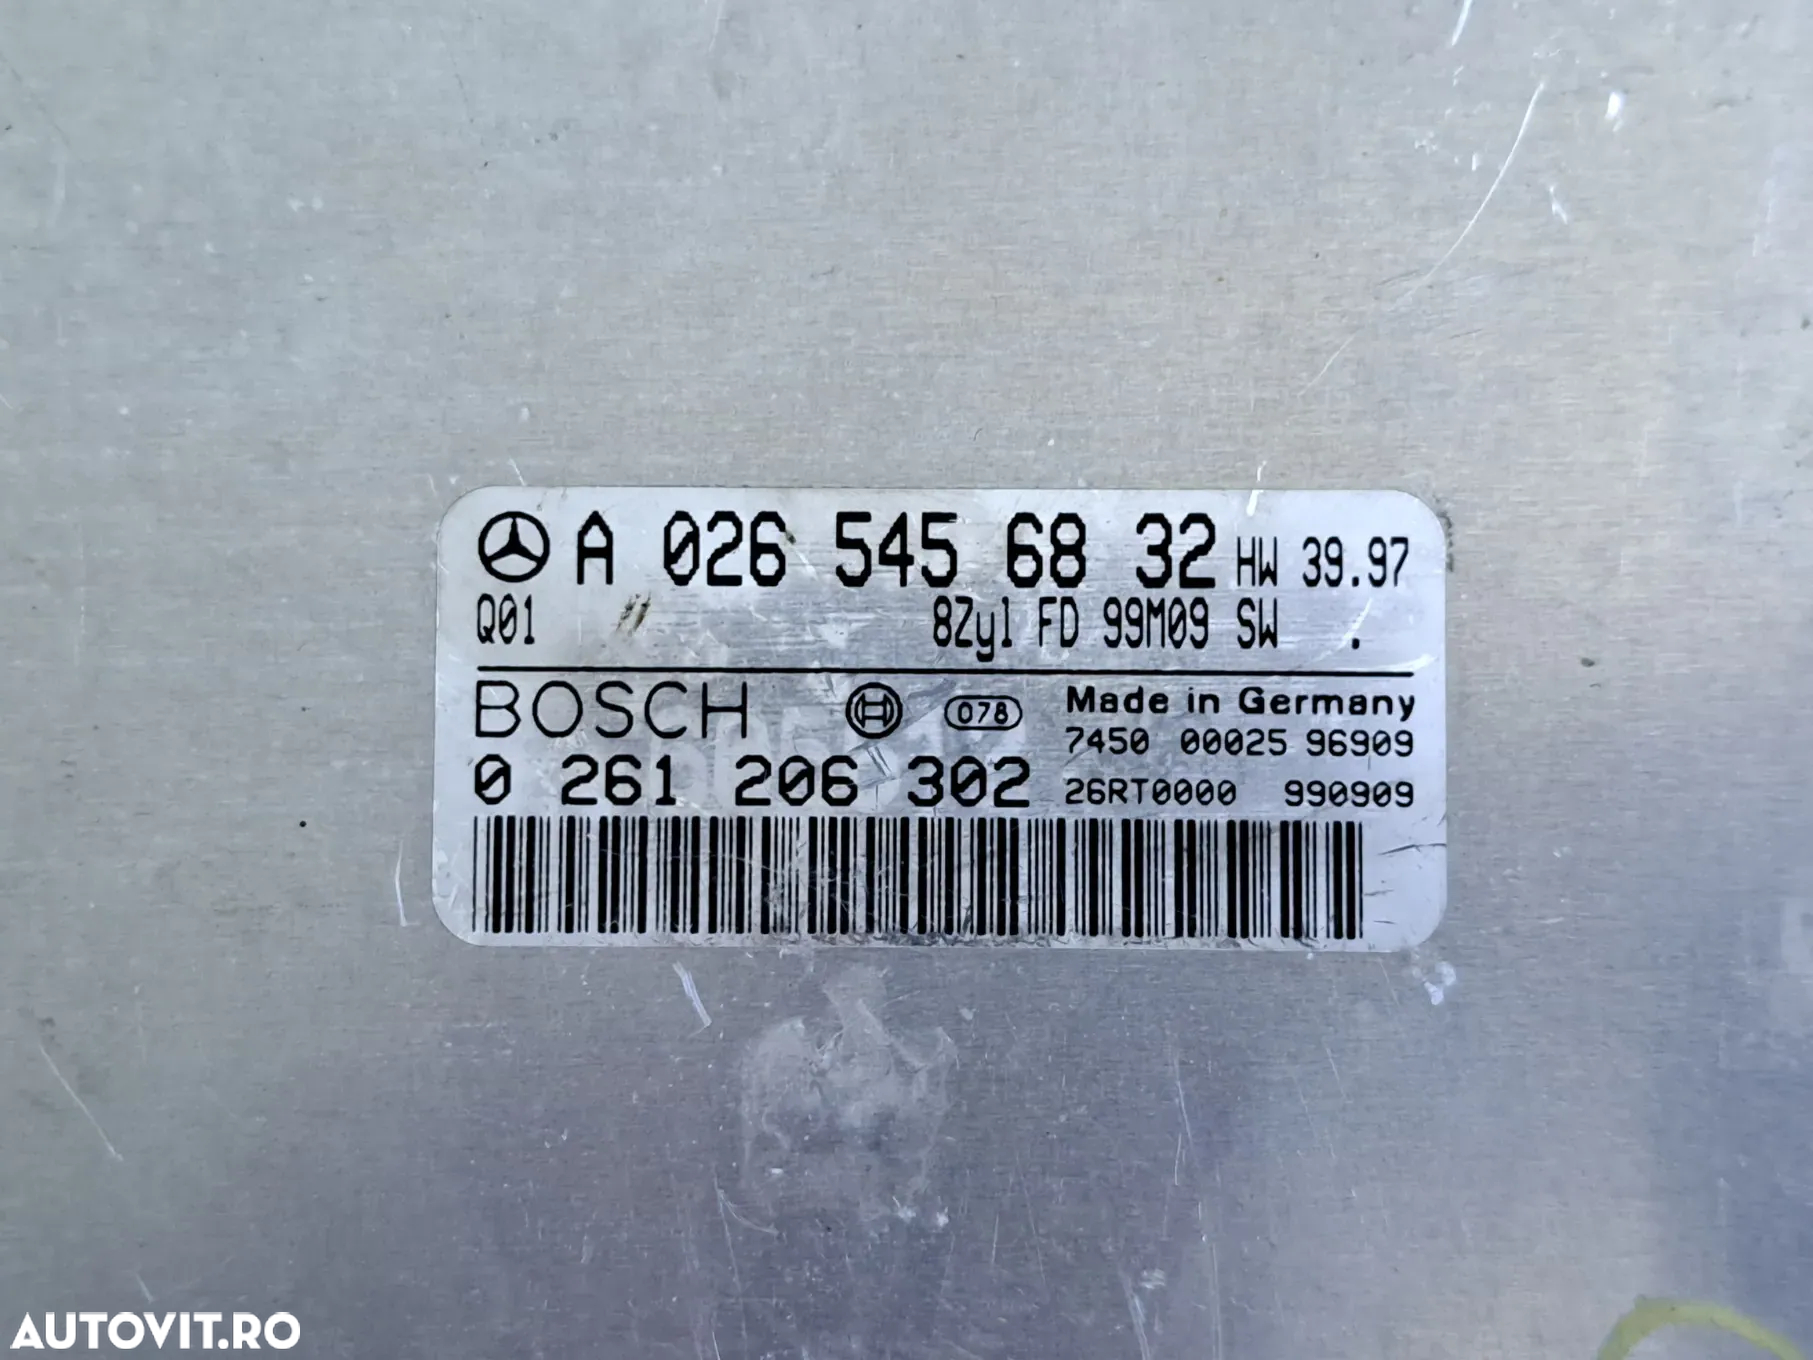 A 026 545 68 32 HW 39.97
Q01 8Zyl FD 99M09 SW .
BOSCH 078 Made in Germany
7450 00025 96909
0 261 206 302 26RT0000 990909
AUTOVIT.RO